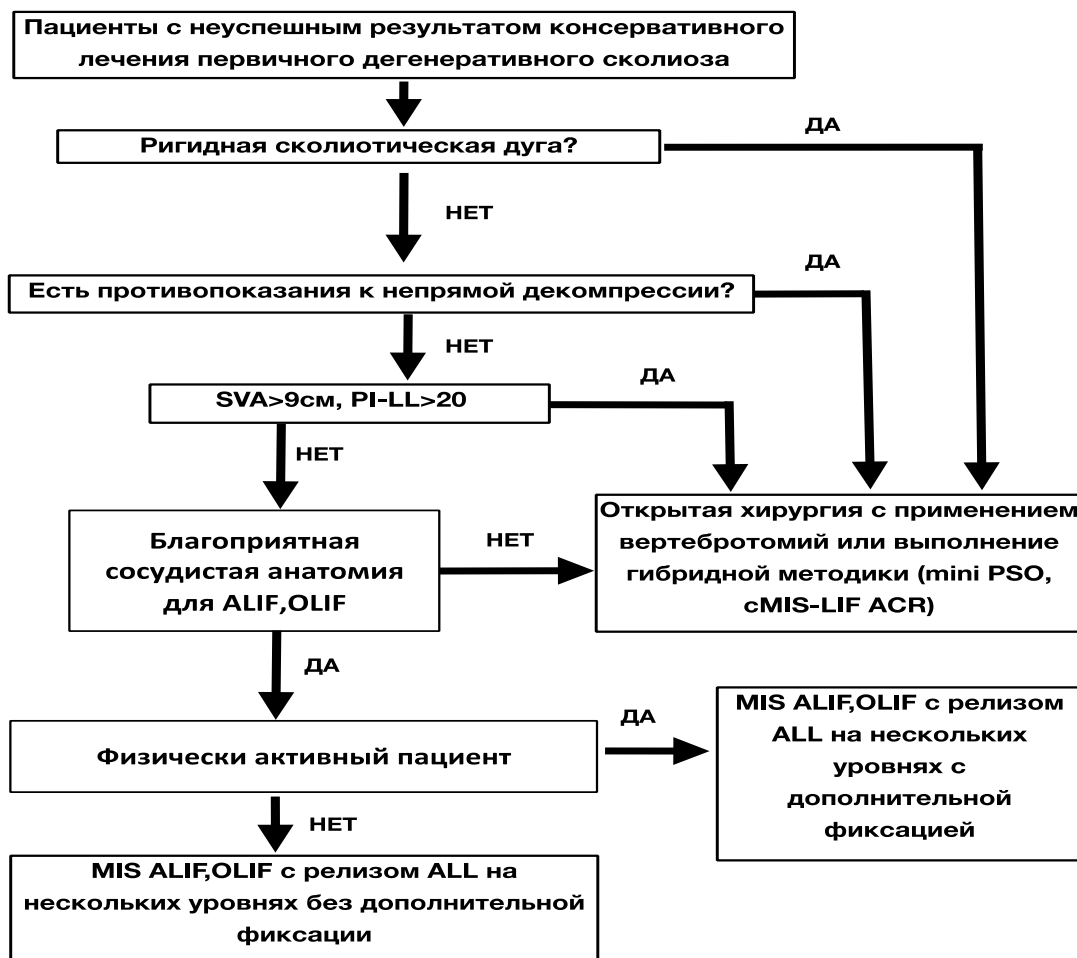 Пациенты с неуспешным результатом консервативного
лечения первичного дегенеративного сколиоза
ДА
Ригидная сколиотическая дуга?
НЕТ
ДА
Есть противопоказания к непрямой декомпрессии?
НЕТ
ДА
SVA>9см, PI-LL>20
НЕТ
Открытая хирургия с применением
вертебротомий или выполнение
гибридной методики (mini PSO,
cMIS-LIF ACR)
НЕТ
Благоприятная
сосудистая анатомия
для ALIF,OLIF
ДА
MIS ALIF,OLIF с релизом
ALL на нескольких
уровнях с
дополнительной
фиксацией
ДА
Физически активный пациент
НЕТ
MIS ALIF,OLIF с релизом ALL на
нескольких уровнях без дополнительной
фиксации